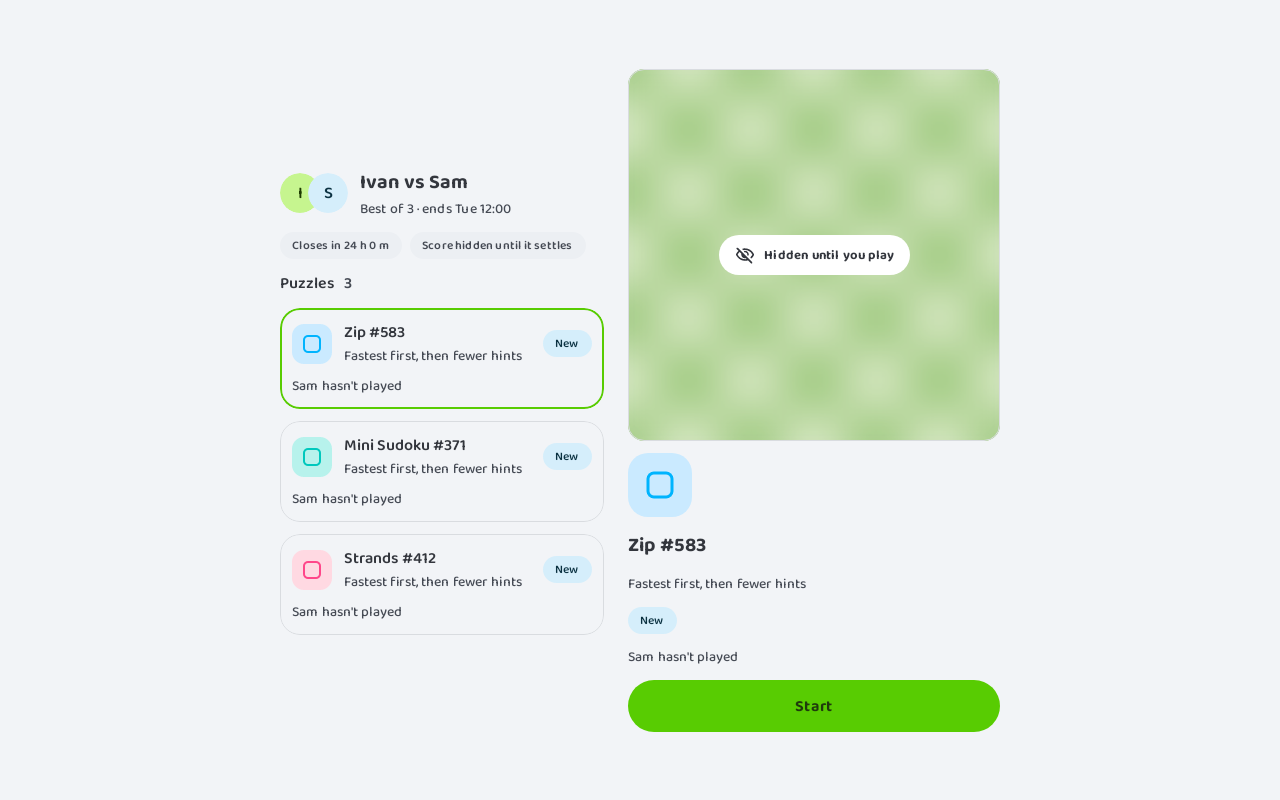 I
S
Ivan vs Sam
Best of 3 · ends Tue 12:00
Closes in 24 h 0 m
Score hidden until it settles
Puzzles 3
Zip #583
Fastest first, then fewer hints
New
Sam hasn't played
Mini Sudoku #371
Fastest first, then fewer hints
New
Sam hasn't played
Strands #412
Fastest first, then fewer hints
New
Sam hasn't played
Hidden until you play
Zip #583
Fastest first, then fewer hints
New
Sam hasn't played
Start